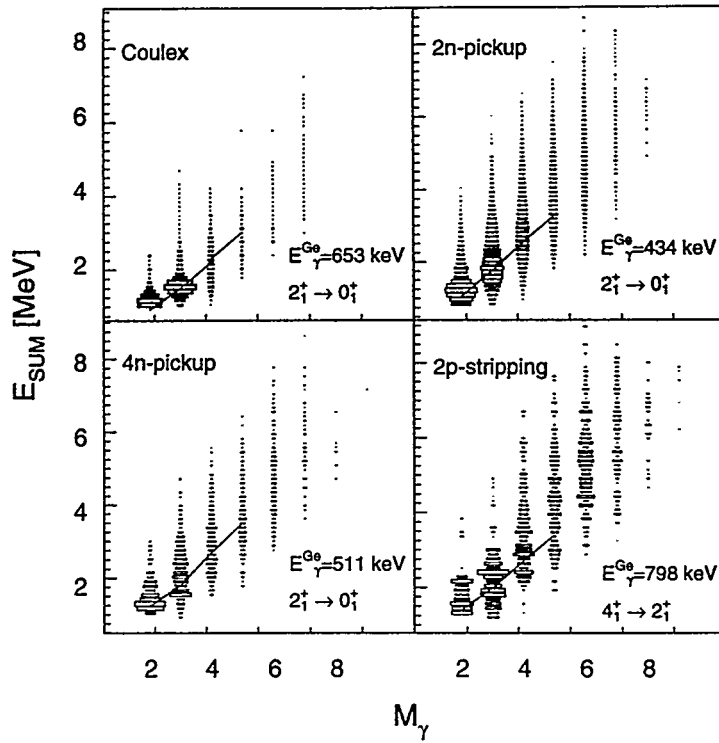 Coulex
2n-pickup
8
6
4
2
E^Ge_γ=653 keV
2^+_1 → 0^+_1
E^Ge_γ=434 keV
2^+_1 → 0^+_1
E_SUM [MeV]
4n-pickup
2p-stripping
8
6
4
2
E^Ge_γ=511 keV
2^+_1 → 0^+_1
E^Ge_γ=798 keV
4^+_1 → 2^+_1
2 4 6 8 2 4 6 8
M_γ